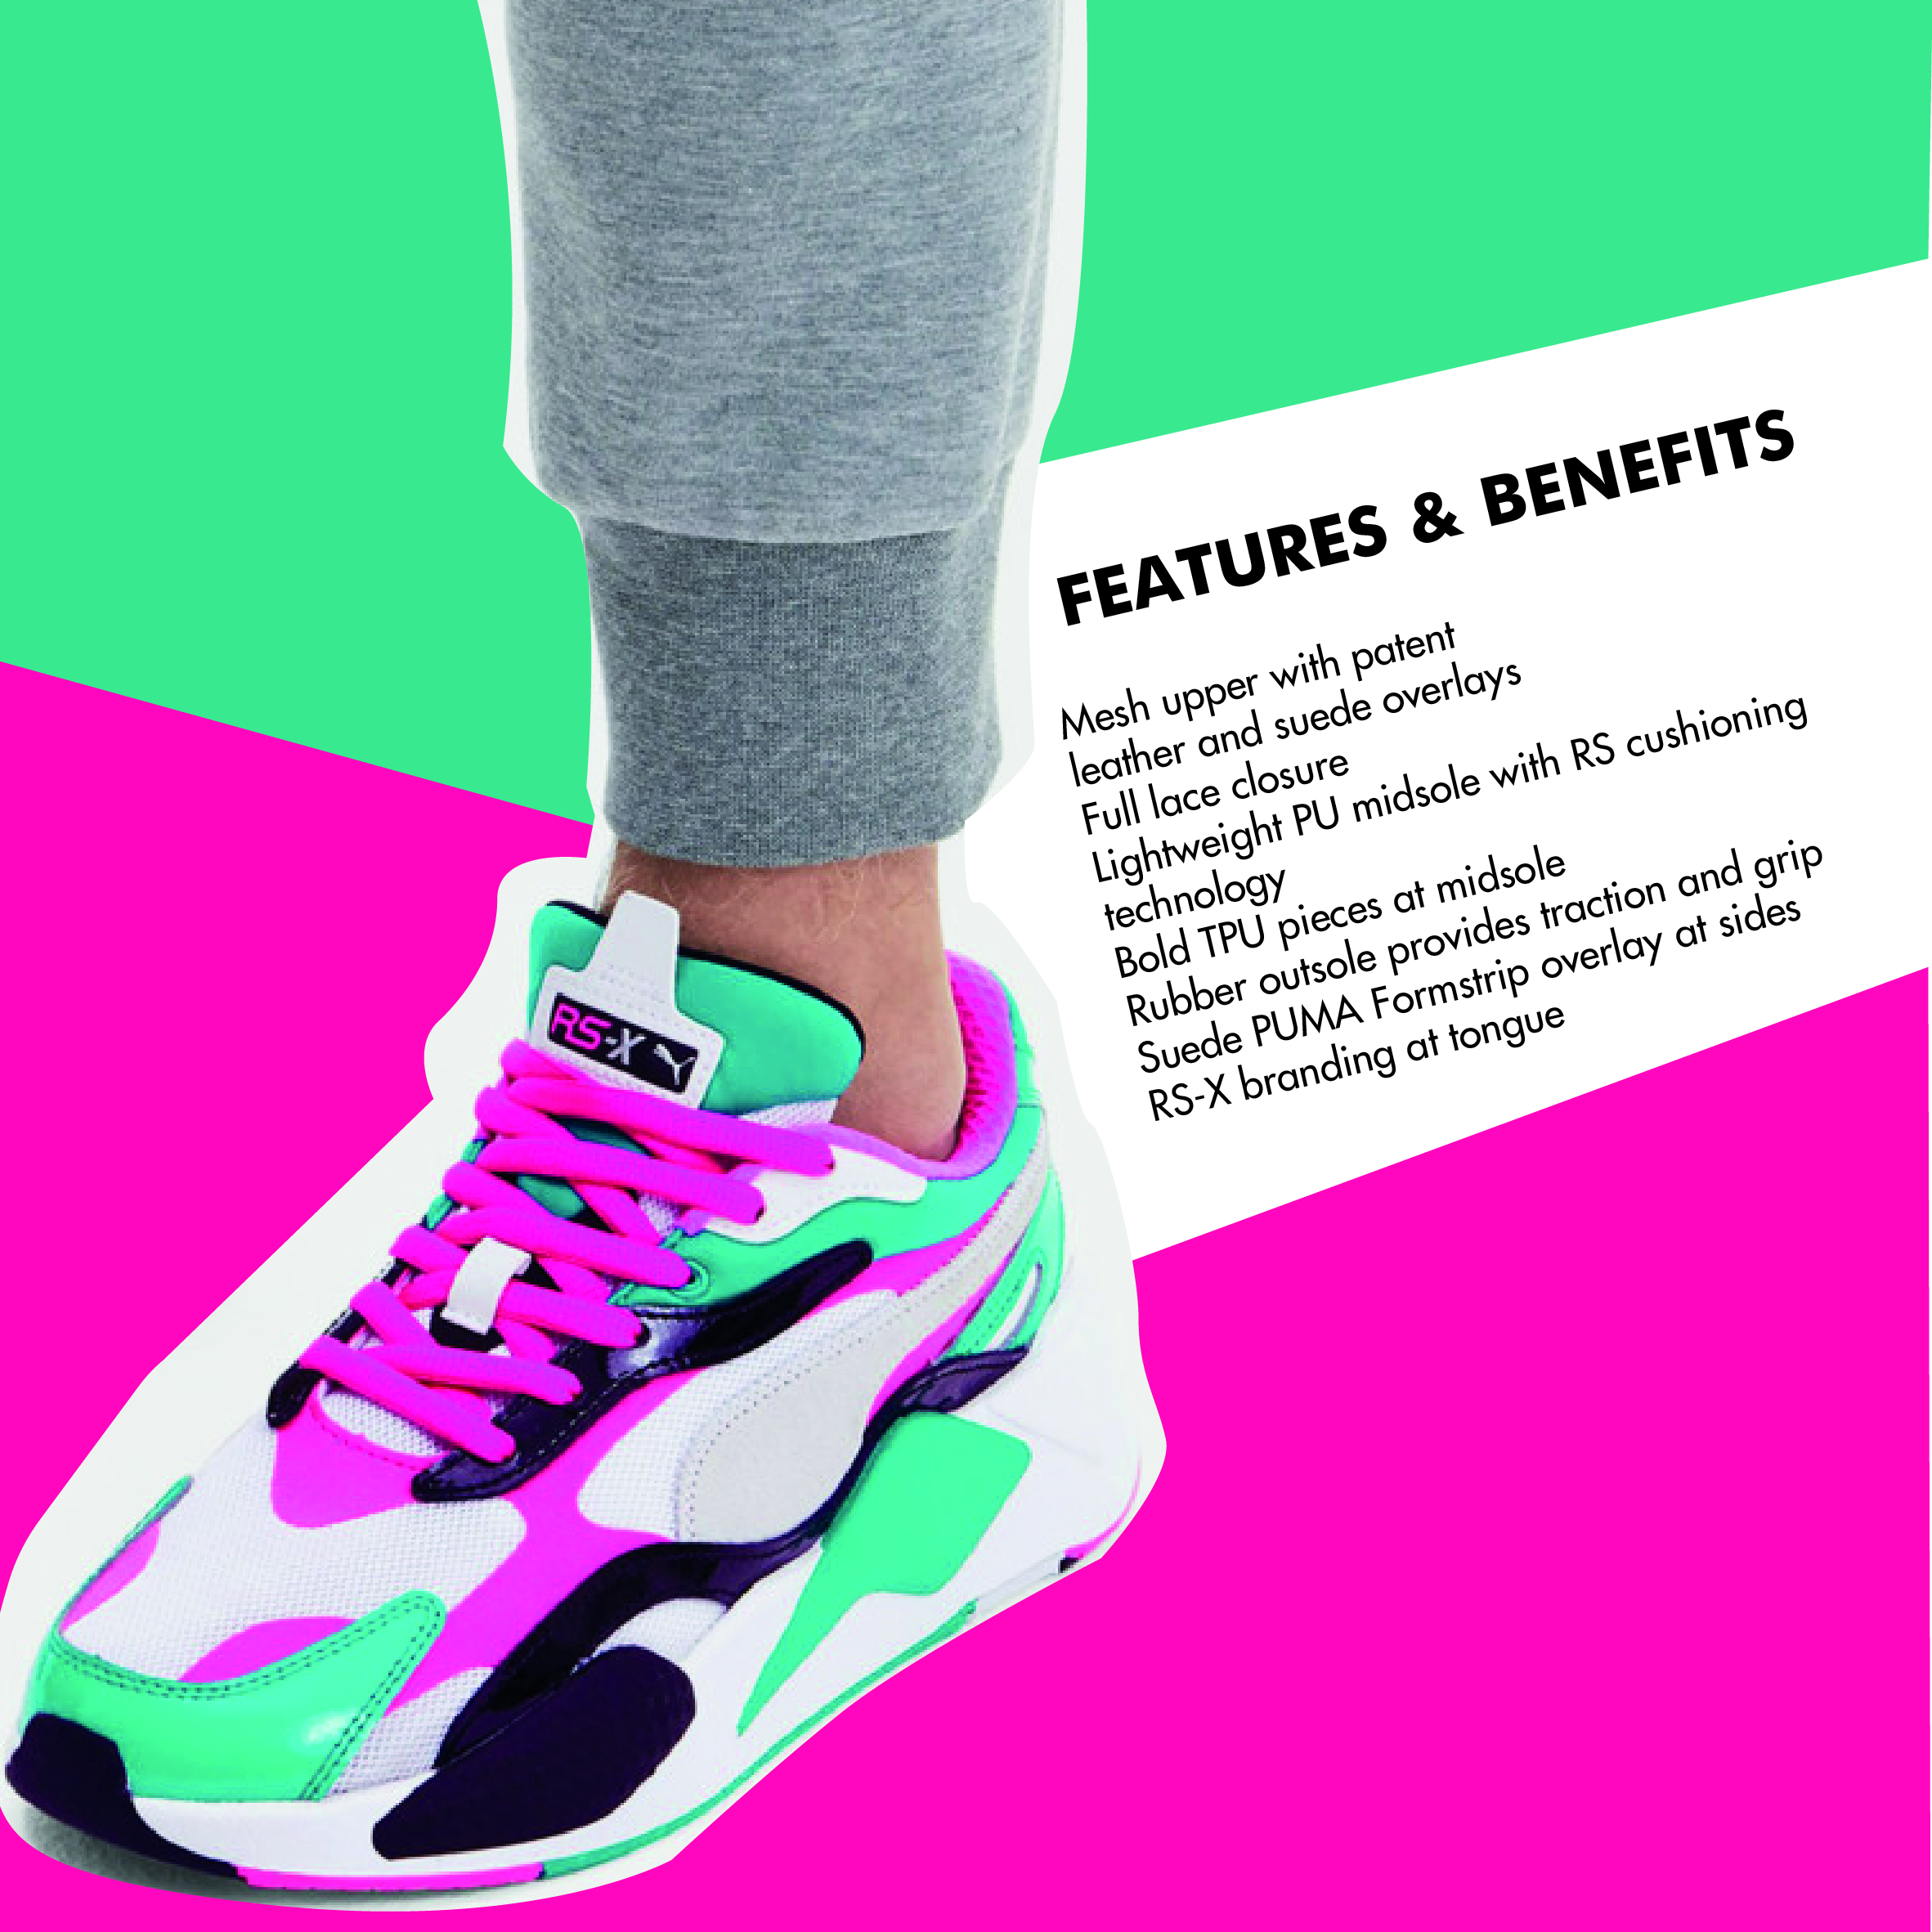 FEATURES & BENEFITS
Mesh upper with patent
leather and suede overlays
Full lace closure
Lightweight PU midsole with RS cushioning
technology
Bold TPU pieces at midsole
Rubber outsole provides traction and grip
Suede PUMA Formstrip overlay at sides
RS-X branding at tongue
RS-X